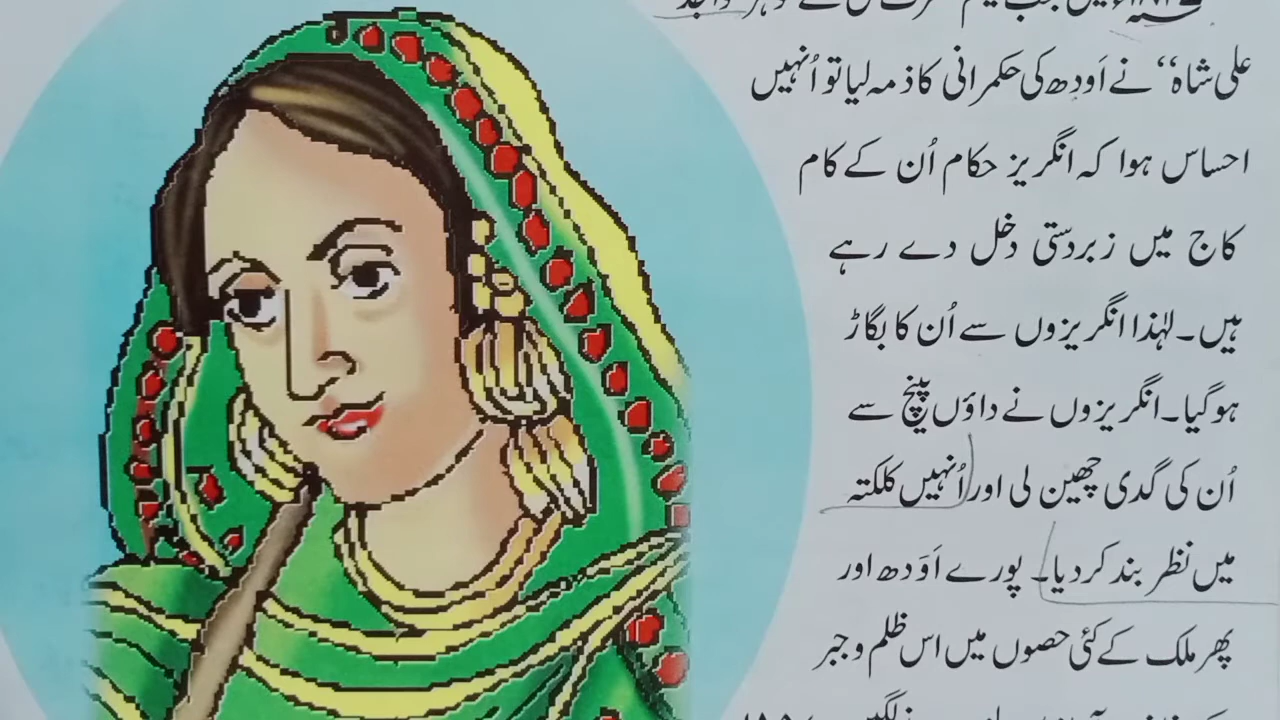 علی شاہ‘‘ نے اَودھ کی حکمرانی کا ذمہ لیا تو اُنہیں
احساس ہوا کہ انگریز حکام اُن کے کام
کاج میں زبردستی دخل دے رہے
ہیں۔ لہٰذا انگریزوں سے اُن کا بگاڑ
ہوگیا۔ انگریزوں نے داؤں پیچ سے
اُن کی گدی چھین لی اور اُنہیں کلکتہ
میں نظر بند کردیا۔ پورے اَوَدھ اور
پھر ملک کے کئی حصوں میں اس ظلم و جبر